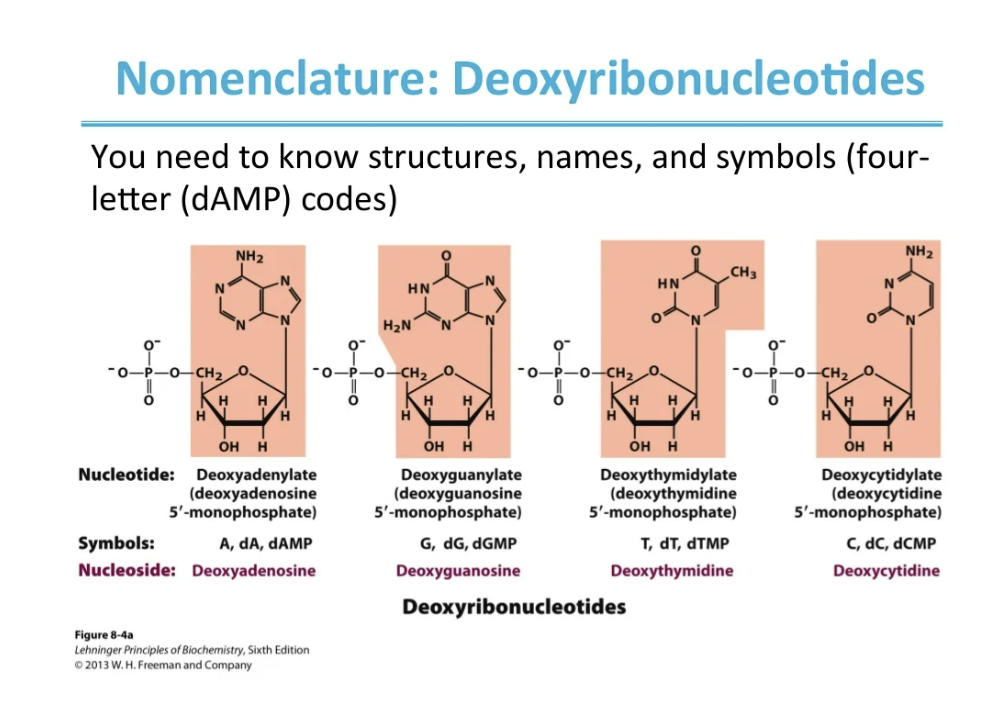 Nomenclature: Deoxyribonucleotides
You need to know structures, names, and symbols (four-
letter (dAMP) codes)
NH₂ O O NH₂
CH₃
N N HN N HN N
H₂N O O
N N N N N N
O⁻ O⁻ O⁻ O⁻
⁻O—P—O—CH₂ O ⁻O—P—O—CH₂ O ⁻O—P—O—CH₂ O ⁻O—P—O—CH₂ O
O O O O
H H H H H H H H
H H H H H H H H
OH H OH H OH H OH H
Nucleotide: Deoxyadenylate Deoxyguanylate Deoxythymidylate Deoxycytidylate
(deoxyadenosine (deoxyguanosine (deoxythymidine (deoxycytidine
5′-monophosphate) 5′-monophosphate) 5′-monophosphate) 5′-monophosphate)
Symbols: A, dA, dAMP G, dG, dGMP T, dT, dTMP C, dC, dCMP
Nucleoside: Deoxyadenosine Deoxyguanosine Deoxythymidine Deoxycytidine
Deoxyribonucleotides
Figure 8-4a
Lehninger Principles of Biochemistry, Sixth Edition
© 2013 W. H. Freeman and Company